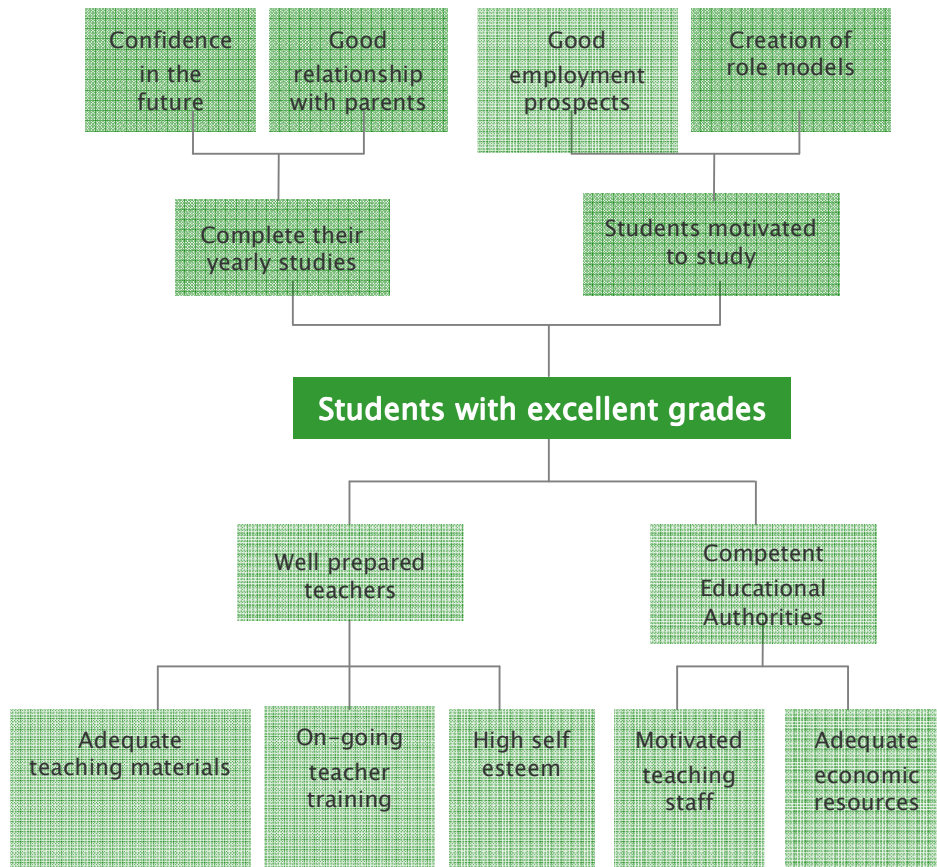 Confidence
in the
future
Good
relationship
with parents
Good
employment
prospects
Creation of
role models
Complete their
yearly studies
Students motivated
to study
Students with excellent grades
Well prepared
teachers
Competent
Educational
Authorities
Adequate
teaching materials
On-going
teacher
training
High self
esteem
Motivated
teaching
staff
Adequate
economic
resources